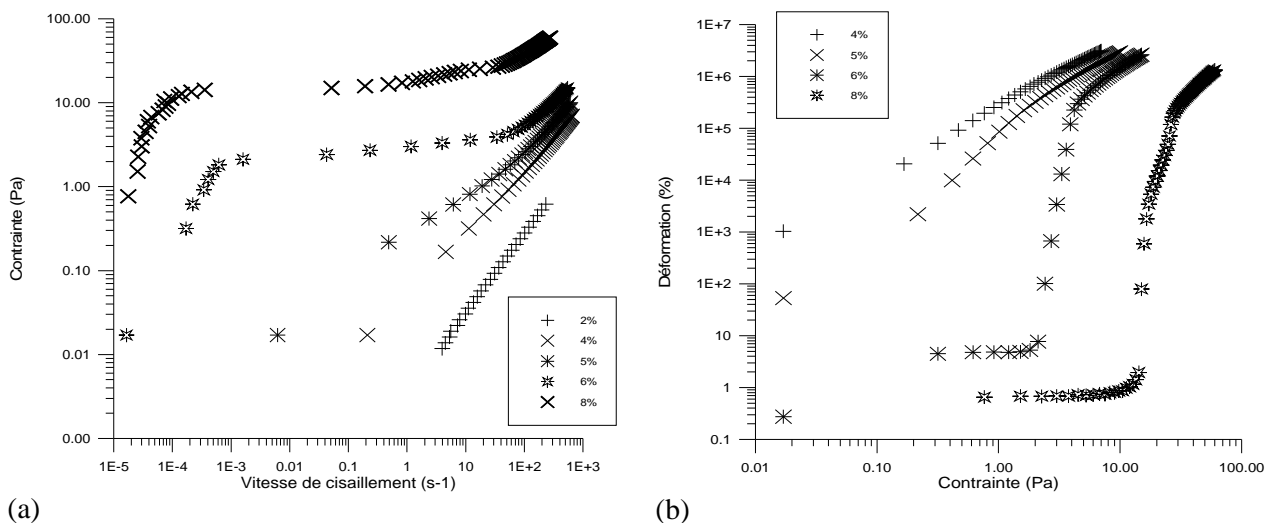 100.00
10.00
1.00
0.10
0.01
0.00
Contrainte (Pa)
1E-5 1E-4 1E-3 0.01 0.1 1 10 1E+2 1E+3
Vitesse de cisaillement (s-1)
2%
4%
5%
6%
8%
(a)
1E+7
1E+6
1E+5
1E+4
1E+3
1E+2
10
1
0.1
Déformation (%)
0.01 0.10 1.00 10.00 100.00
Contrainte (Pa)
4%
5%
6%
8%
(b)